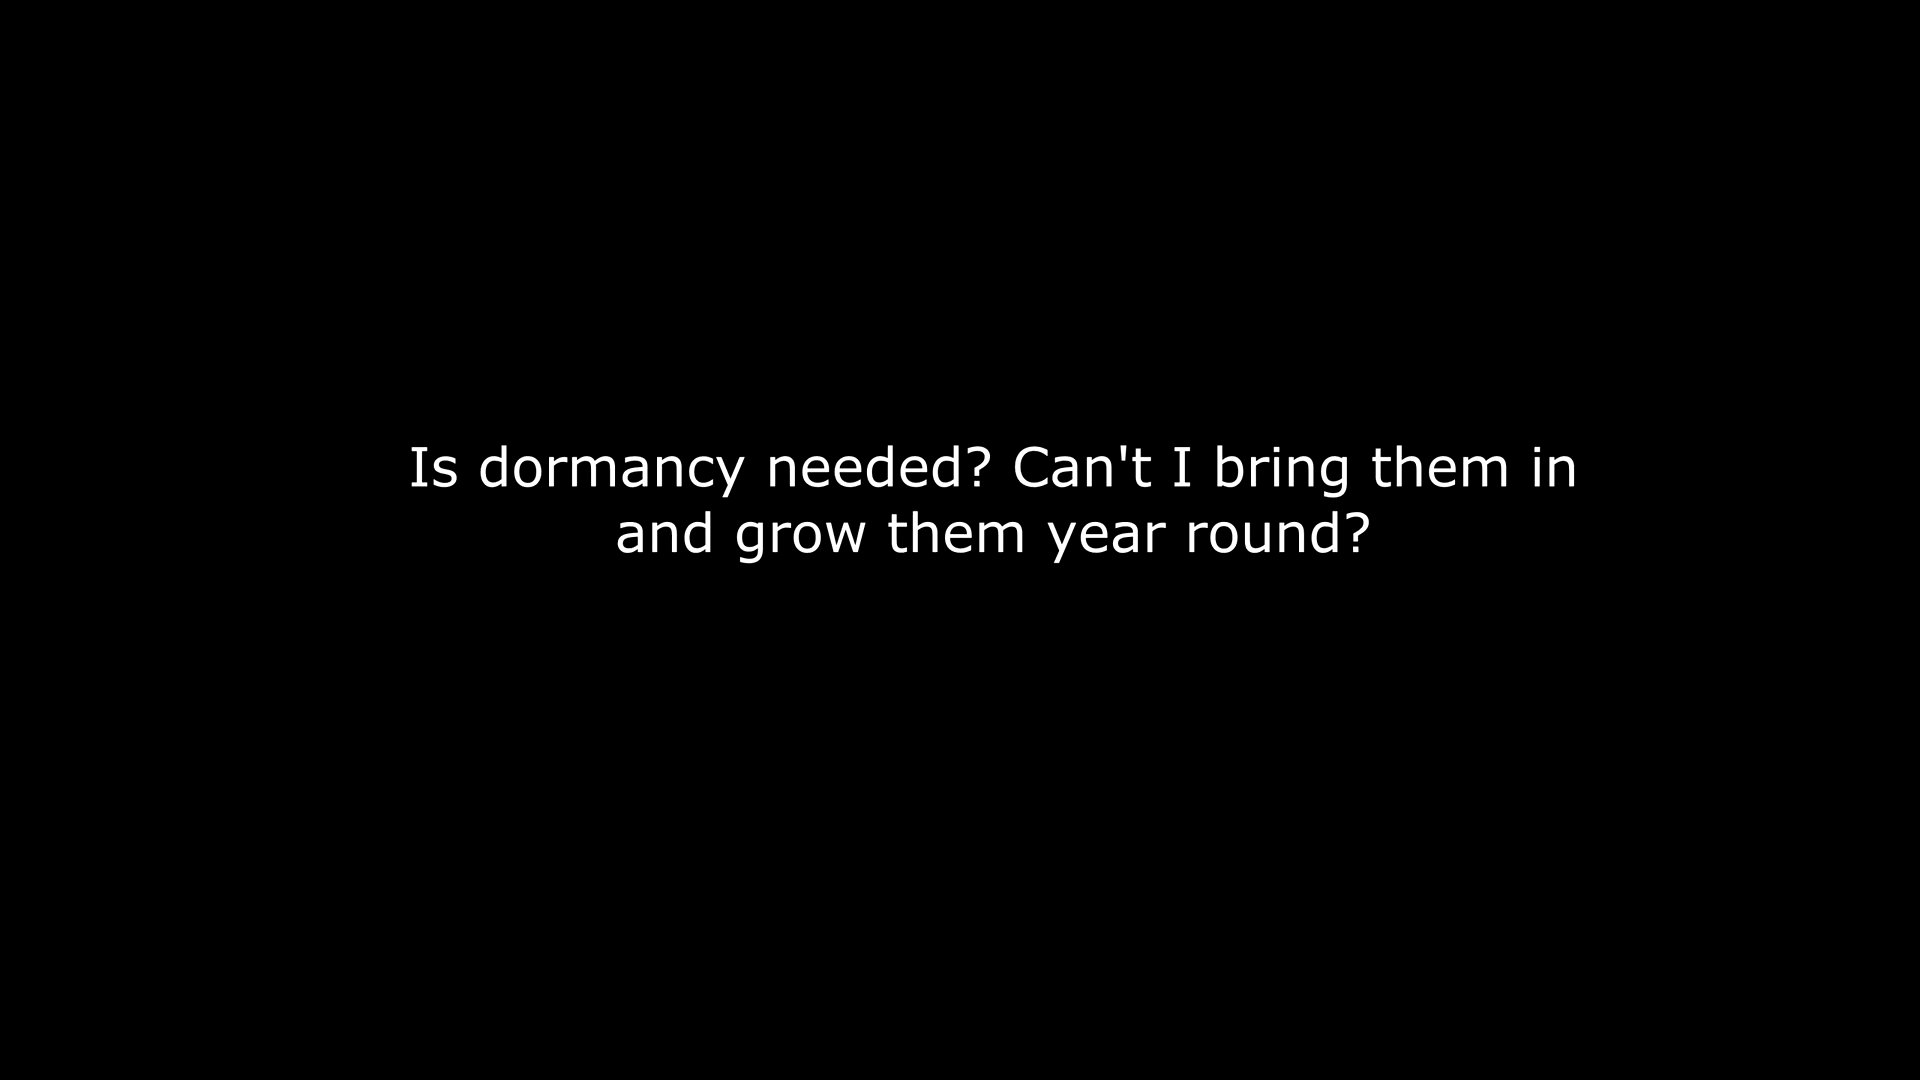 Is dormancy needed? Can't I bring them in
and grow them year round?